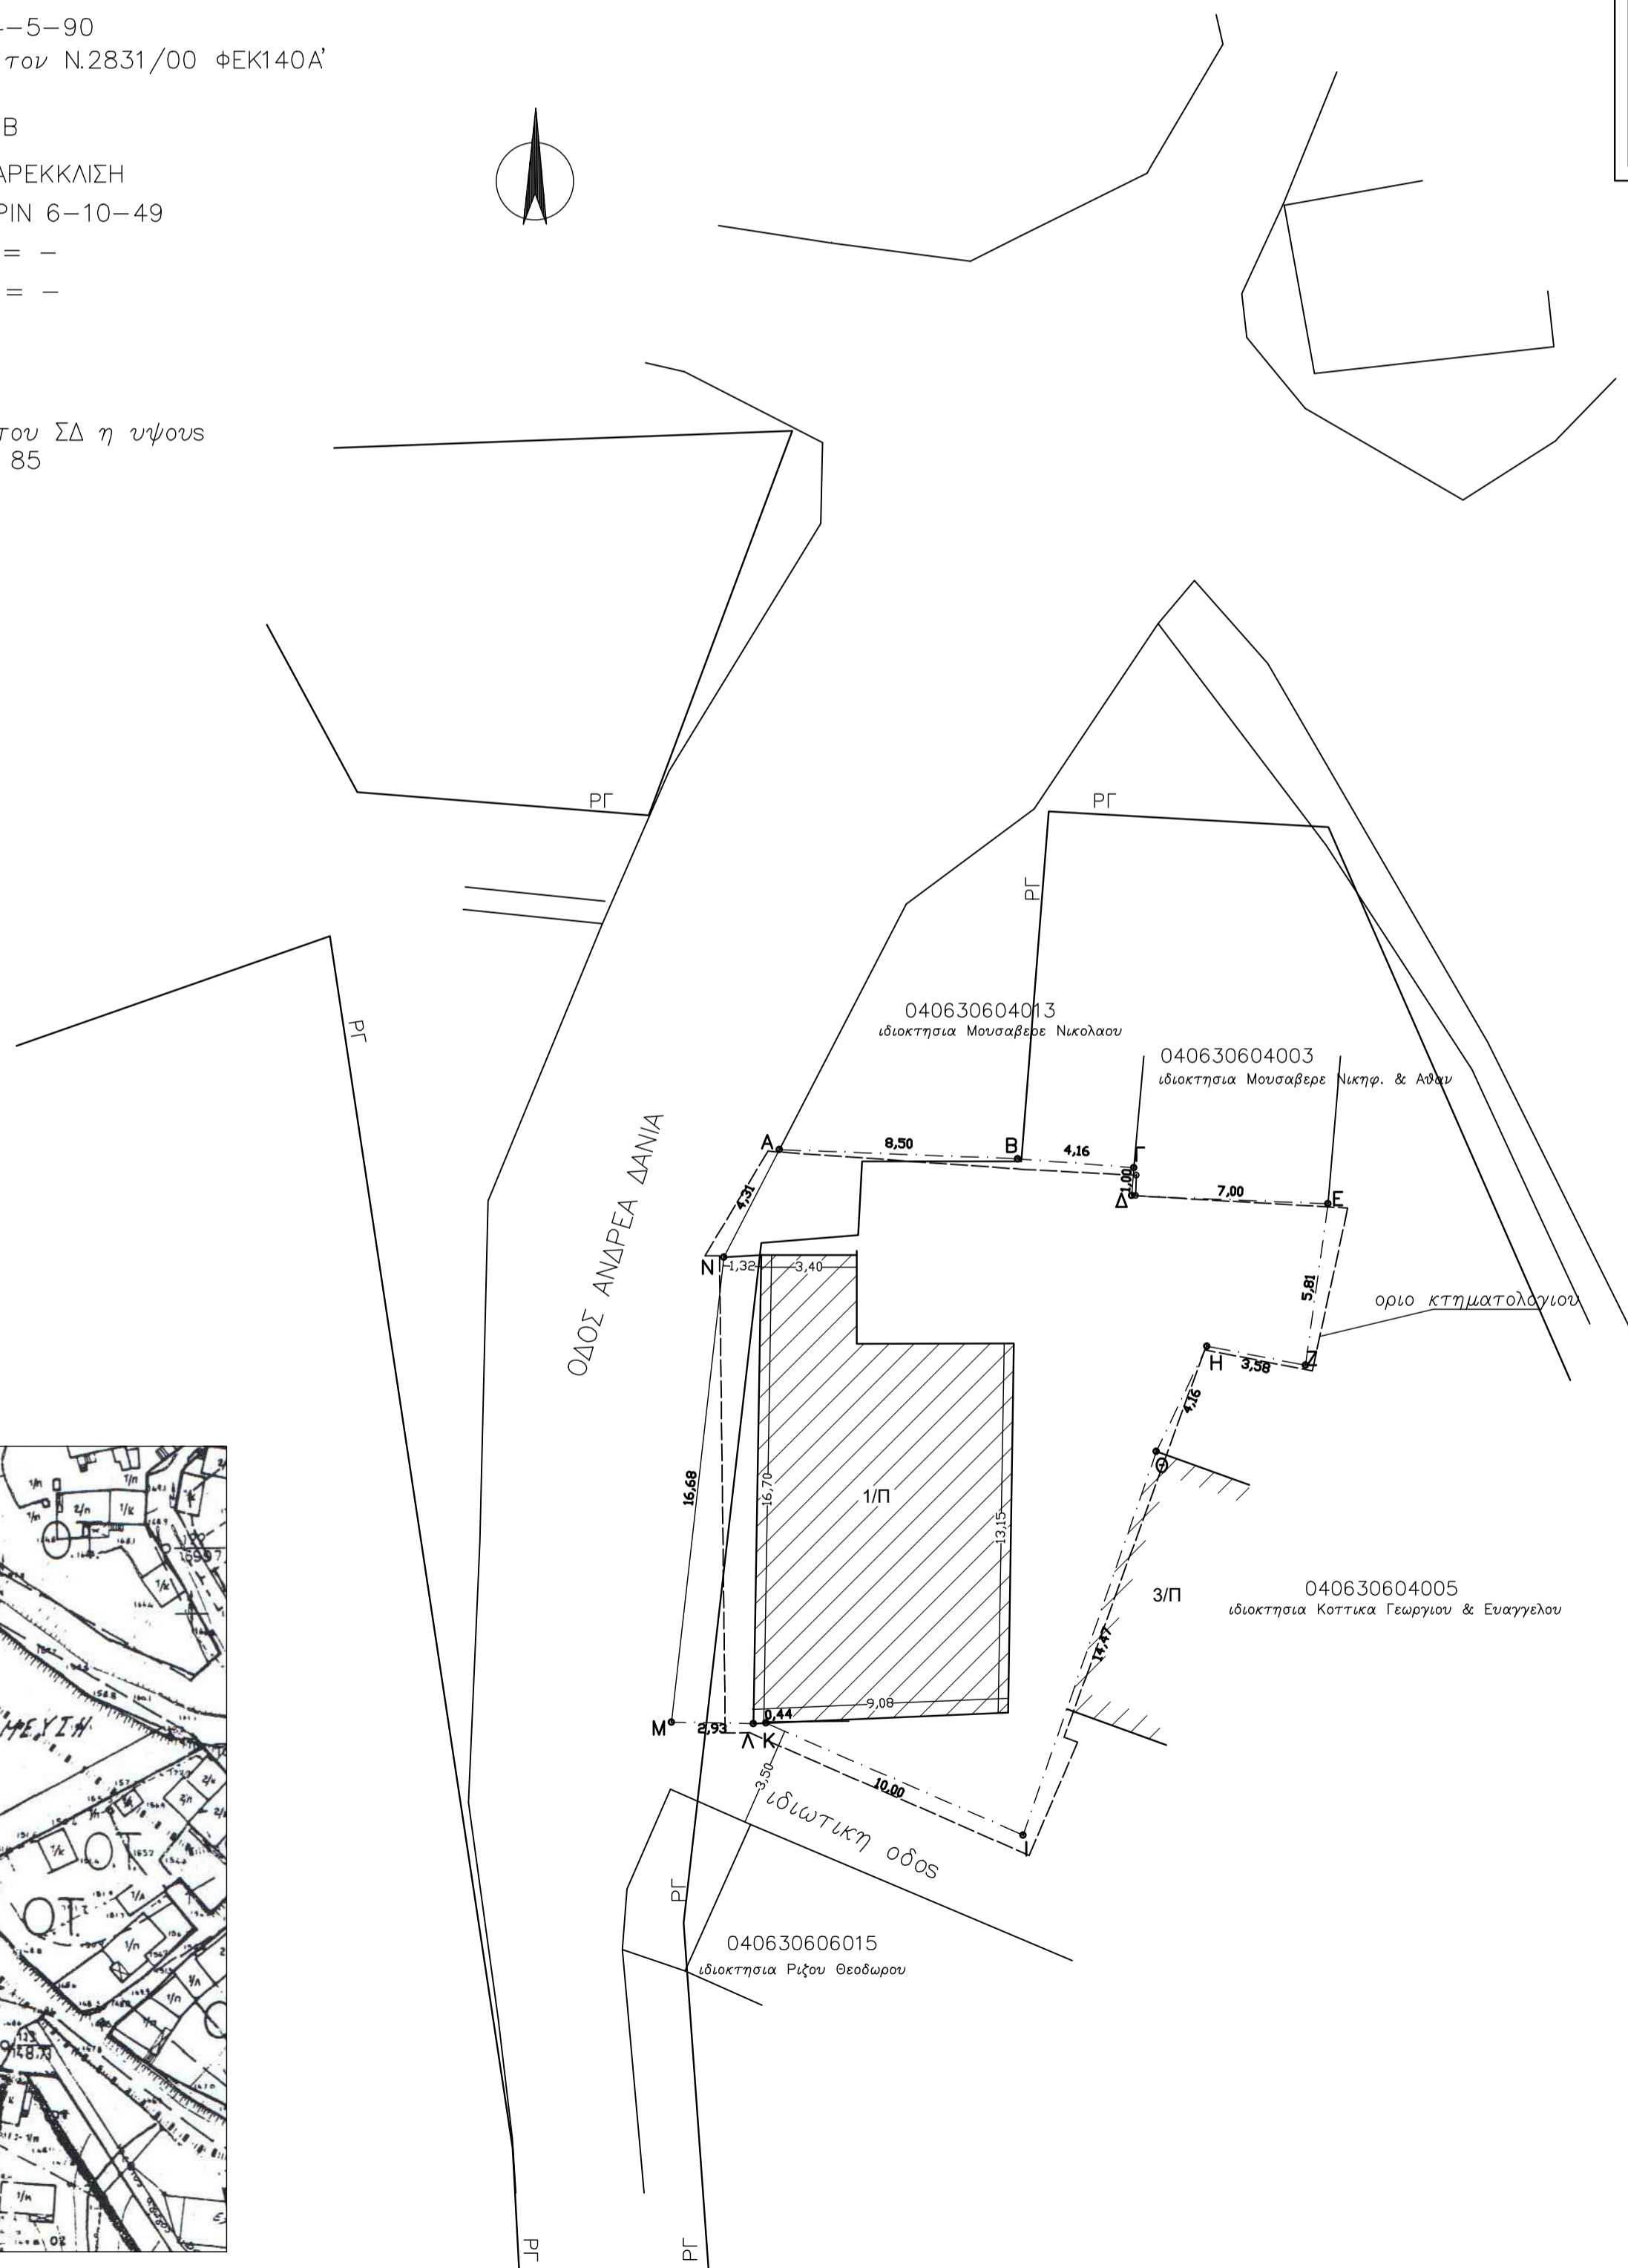 -5-90
τον Ν.2831/00 ΦΕΚ140Α'
Β
ΑΡΕΚΚΛΙΣΗ
ΡΙΝ 6-10-49
= -
= -
του ΣΔ η υψους
85
ΡΓ
ΡΓ
ΡΓ
ΡΓ
040630604013
ιδιοκτησια Μουσαβερε Νικολαου
040630604003
ιδιοκτησια Μουσαβερε Νικηφ. & Αθαν
ΟΔΟΣ ΑΝΔΡΕΑ ΔΑΝΙΑ
Α
8,50
Β
4,16
Γ
1,00
Δ
7,00
Ε
4,31
Ν
1,32
3,40
5,81
οριο κτηματολογιου
Η
3,58
Ζ
4,16
Θ
16,68
16,70
1/Π
13,15
3/Π
040630604005
ιδιοκτησια Κοττικα Γεωργιου & Ευαγγελου
14,47
9,08
0,44
Μ
2,93
Λ
Κ
3,50
10,00
Ι
ιδιωτικη οδος
ΡΓ
040630606015
ιδιοκτησια Ριζου Θεοδωρου
ΡΓ
ΡΓ
ΟΤ
ΟΤ
148.73